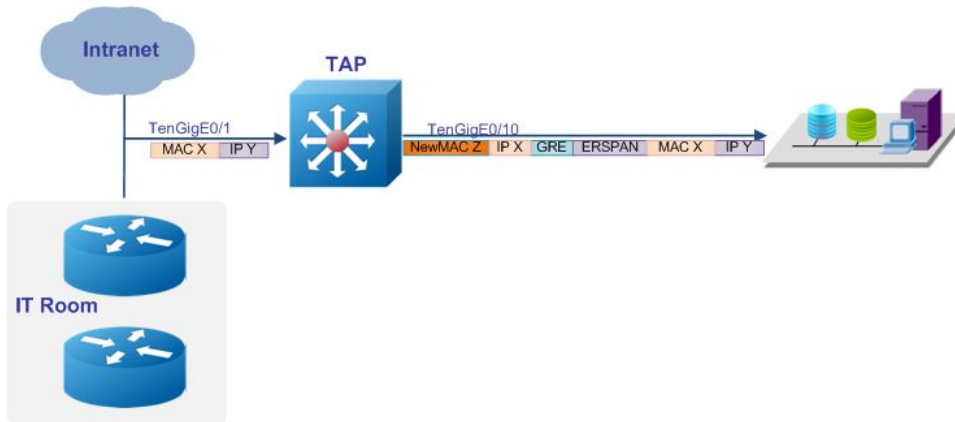 Intranet
TAP
TenGigE0/1
TenGigE0/10
MAC X IP Y
NewMAC Z IP X GRE ERSPAN MAC X IP Y
IT Room